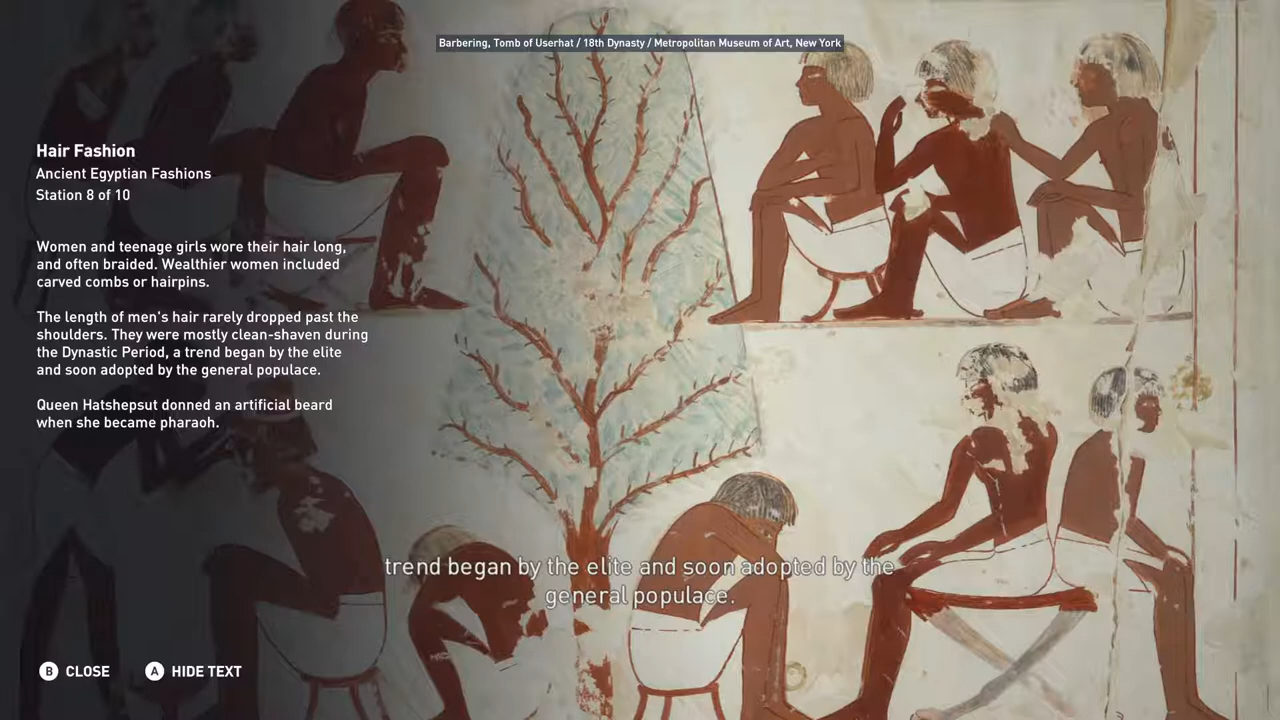 Barbering, Tomb of Userhat / 18th Dynasty / Metropolitan Museum of Art, New York
Hair Fashion
Ancient Egyptian Fashions
Station 8 of 10
Women and teenage girls wore their hair long,
and often braided. Wealthier women included
carved combs or hairpins.
The length of men's hair rarely dropped past the
shoulders. They were mostly clean-shaven during
the Dynastic Period, a trend began by the elite
and soon adopted by the general populace.
Queen Hatshepsut donned an artificial beard
when she became pharaoh.
trend began by the elite and soon adopted by the
general populace.
B CLOSE A HIDE TEXT